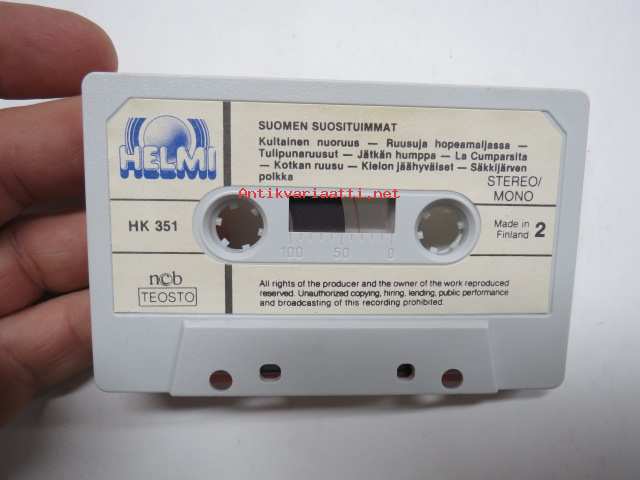 HELMI
SUOMEN SUOSITUIMMAT
Kultainen nuoruus — Ruusuja hopeamaljassa —
Tulipunaruusut — Jätkän humppa — La Cumparsita
— Kotkan ruusu — Kielon jäähyväiset — Säkkijärven
polkka
STEREO/
MONO
Antikvariaatti.net
HK 351
100 50 0
Made in
Finland 2
ncb
TEOSTO
All rights of the producer and the owner of the work reproduced
reserved. Unauthorized copying, hiring, lending, public performance
and broadcasting of this recording prohibited.